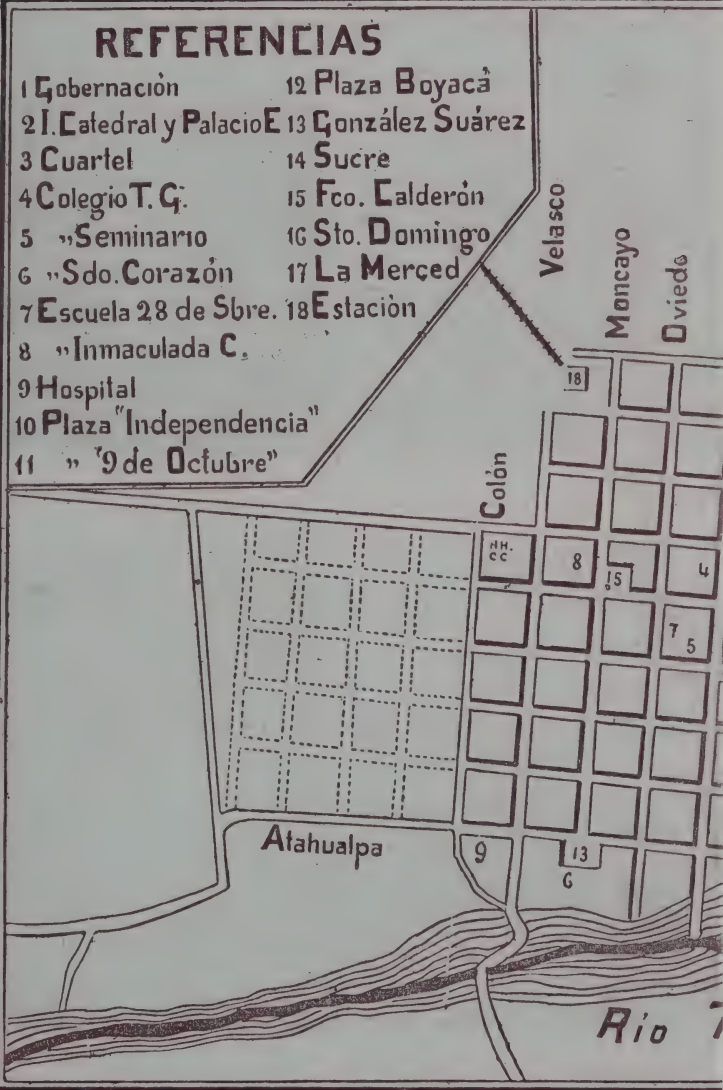 REFERENCIAS
1 Gobernación
2 I. Catedral y Palacio E
3 Cuartel
4 Colegio T. G.
5 „ Seminario
6 „ Sdo. Corazón
7 Escuela 28 de Sbre.
8 „ Inmaculada C.
9 Hospital
10 Plaza "Independencia"
11 „ "9 de Octubre"
12 Plaza Boyacá
13 González Suárez
14 Sucre
15 Fco. Calderón
16 Sto. Domingo
17 La Merced
18 Estación
Velasco
Moncayo
Oviedo
18
Colón
HH.
CC
8
15
4
7
5
Atahualpa
9
13
6
Río